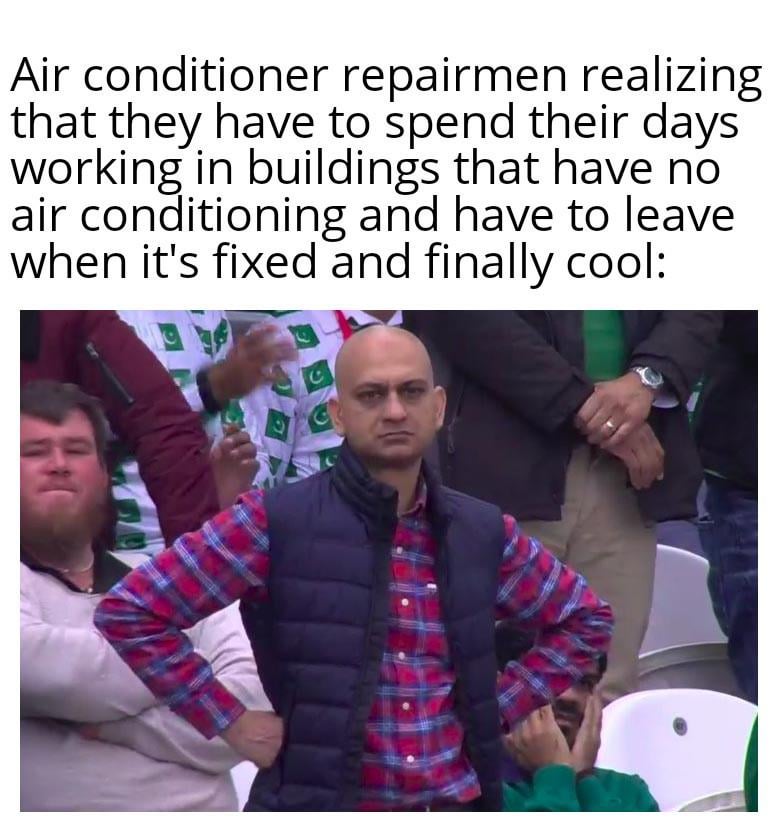 Air conditioner repairmen realizing
that they have to spend their days
working in buildings that have no
air conditioning and have to leave
when it's fixed and finally cool: